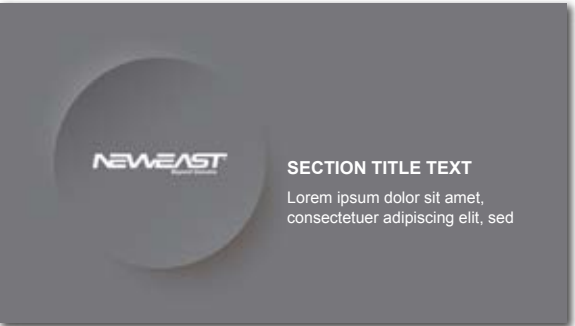 NEWEAST
SECTION TITLE TEXT
Lorem ipsum dolor sit amet,
consectetuer adipiscing elit, sed